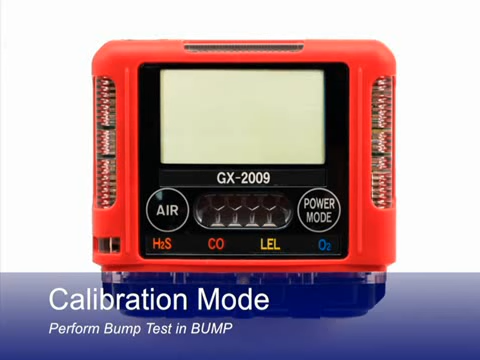 GX-2009
AIR
POWER
MODE
H2S CO LEL O2
Calibration Mode
Perform Bump Test in BUMP